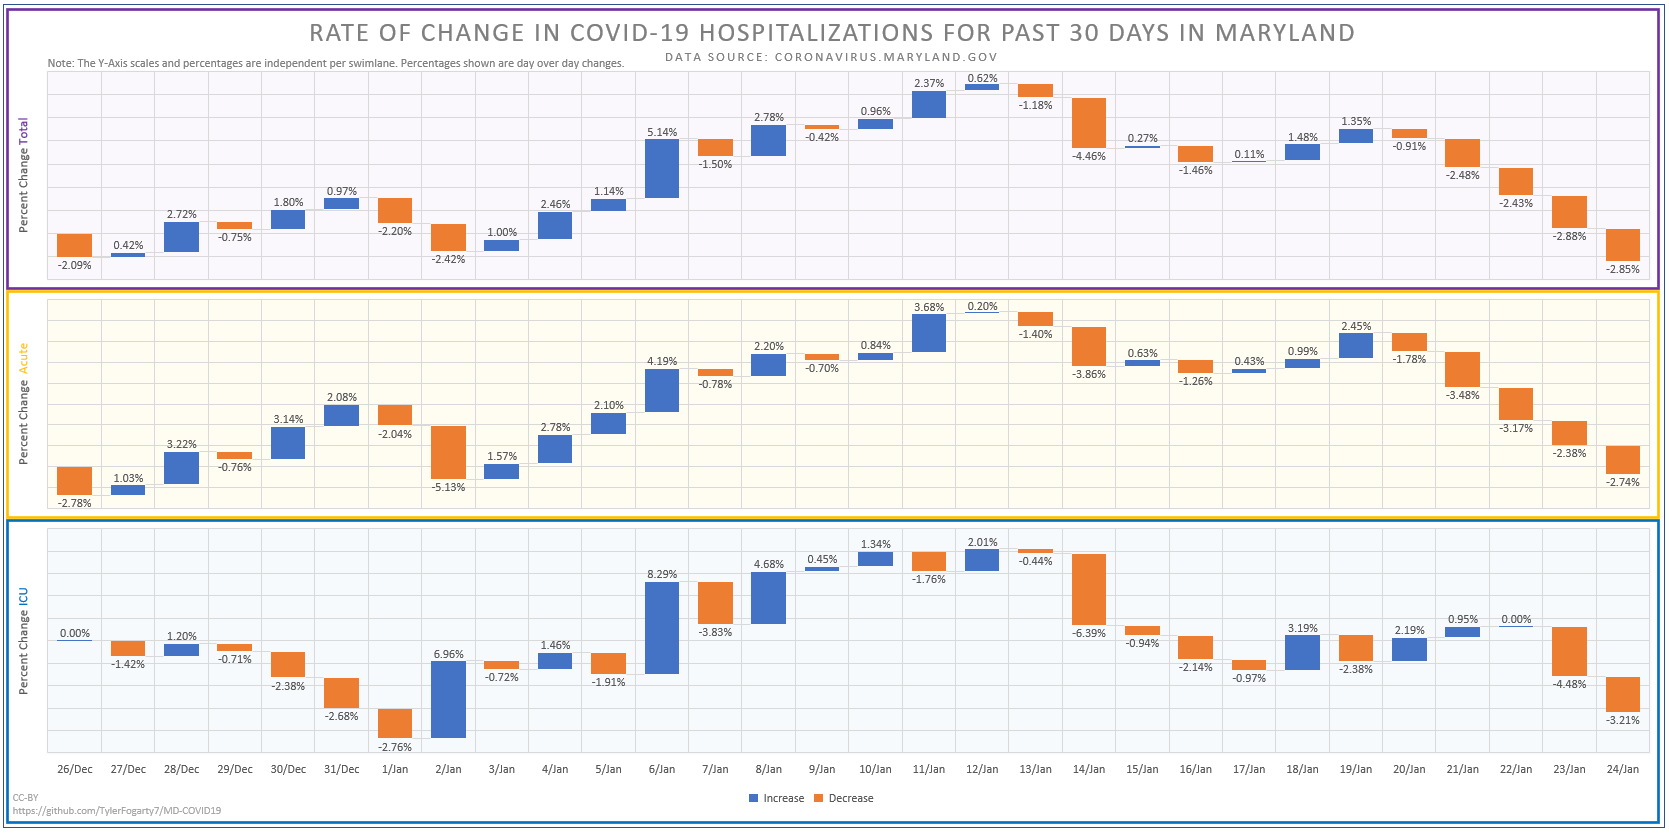 RATE OF CHANGE IN COVID-19 HOSPITALIZATIONS FOR PAST 30 DAYS IN MARYLAND
DATA SOURCE: CORONAVIRUS.MARYLAND.GOV
Note: The Y-Axis scales and percentages are independent per swimlane. Percentages shown are day over day changes.
Percent Change Total
-2.09% 0.42% 2.72% -0.75% 1.80% 0.97% -2.20% -2.42% 1.00% 2.46% 1.14% 5.14% -1.50% 2.78% -0.42% 0.96% 2.37% 0.62% -1.18% -4.46% 0.27% -1.46% 0.11% 1.48% 1.35% -0.91% -2.48% -2.43% -2.88% -2.85%
Percent Change Acute
-2.78% 1.03% 3.22% -0.76% 3.14% 2.08% -2.04% -5.13% 1.57% 2.78% 2.10% 4.19% -0.78% 2.20% -0.70% 0.84% 3.68% 0.20% -1.40% -3.86% 0.63% -1.26% 0.43% 0.99% 2.45% -1.78% -3.48% -3.17% -2.38% -2.74%
Percent Change ICU
0.00% -1.42% 1.20% -0.71% -2.38% -2.68% -2.76% 6.96% -0.72% 1.46% -1.91% 8.29% -3.83% 4.68% 0.45% 1.34% -1.76% 2.01% -0.44% -6.39% -0.94% -2.14% -0.97% 3.19% -2.38% 2.19% 0.95% 0.00% -4.48% -3.21%
26/Dec 27/Dec 28/Dec 29/Dec 30/Dec 31/Dec 1/Jan 2/Jan 3/Jan 4/Jan 5/Jan 6/Jan 7/Jan 8/Jan 9/Jan 10/Jan 11/Jan 12/Jan 13/Jan 14/Jan 15/Jan 16/Jan 17/Jan 18/Jan 19/Jan 20/Jan 21/Jan 22/Jan 23/Jan 24/Jan
Increase Decrease
CC-BY
https://github.com/TylerFogarty7/MD-COVID19